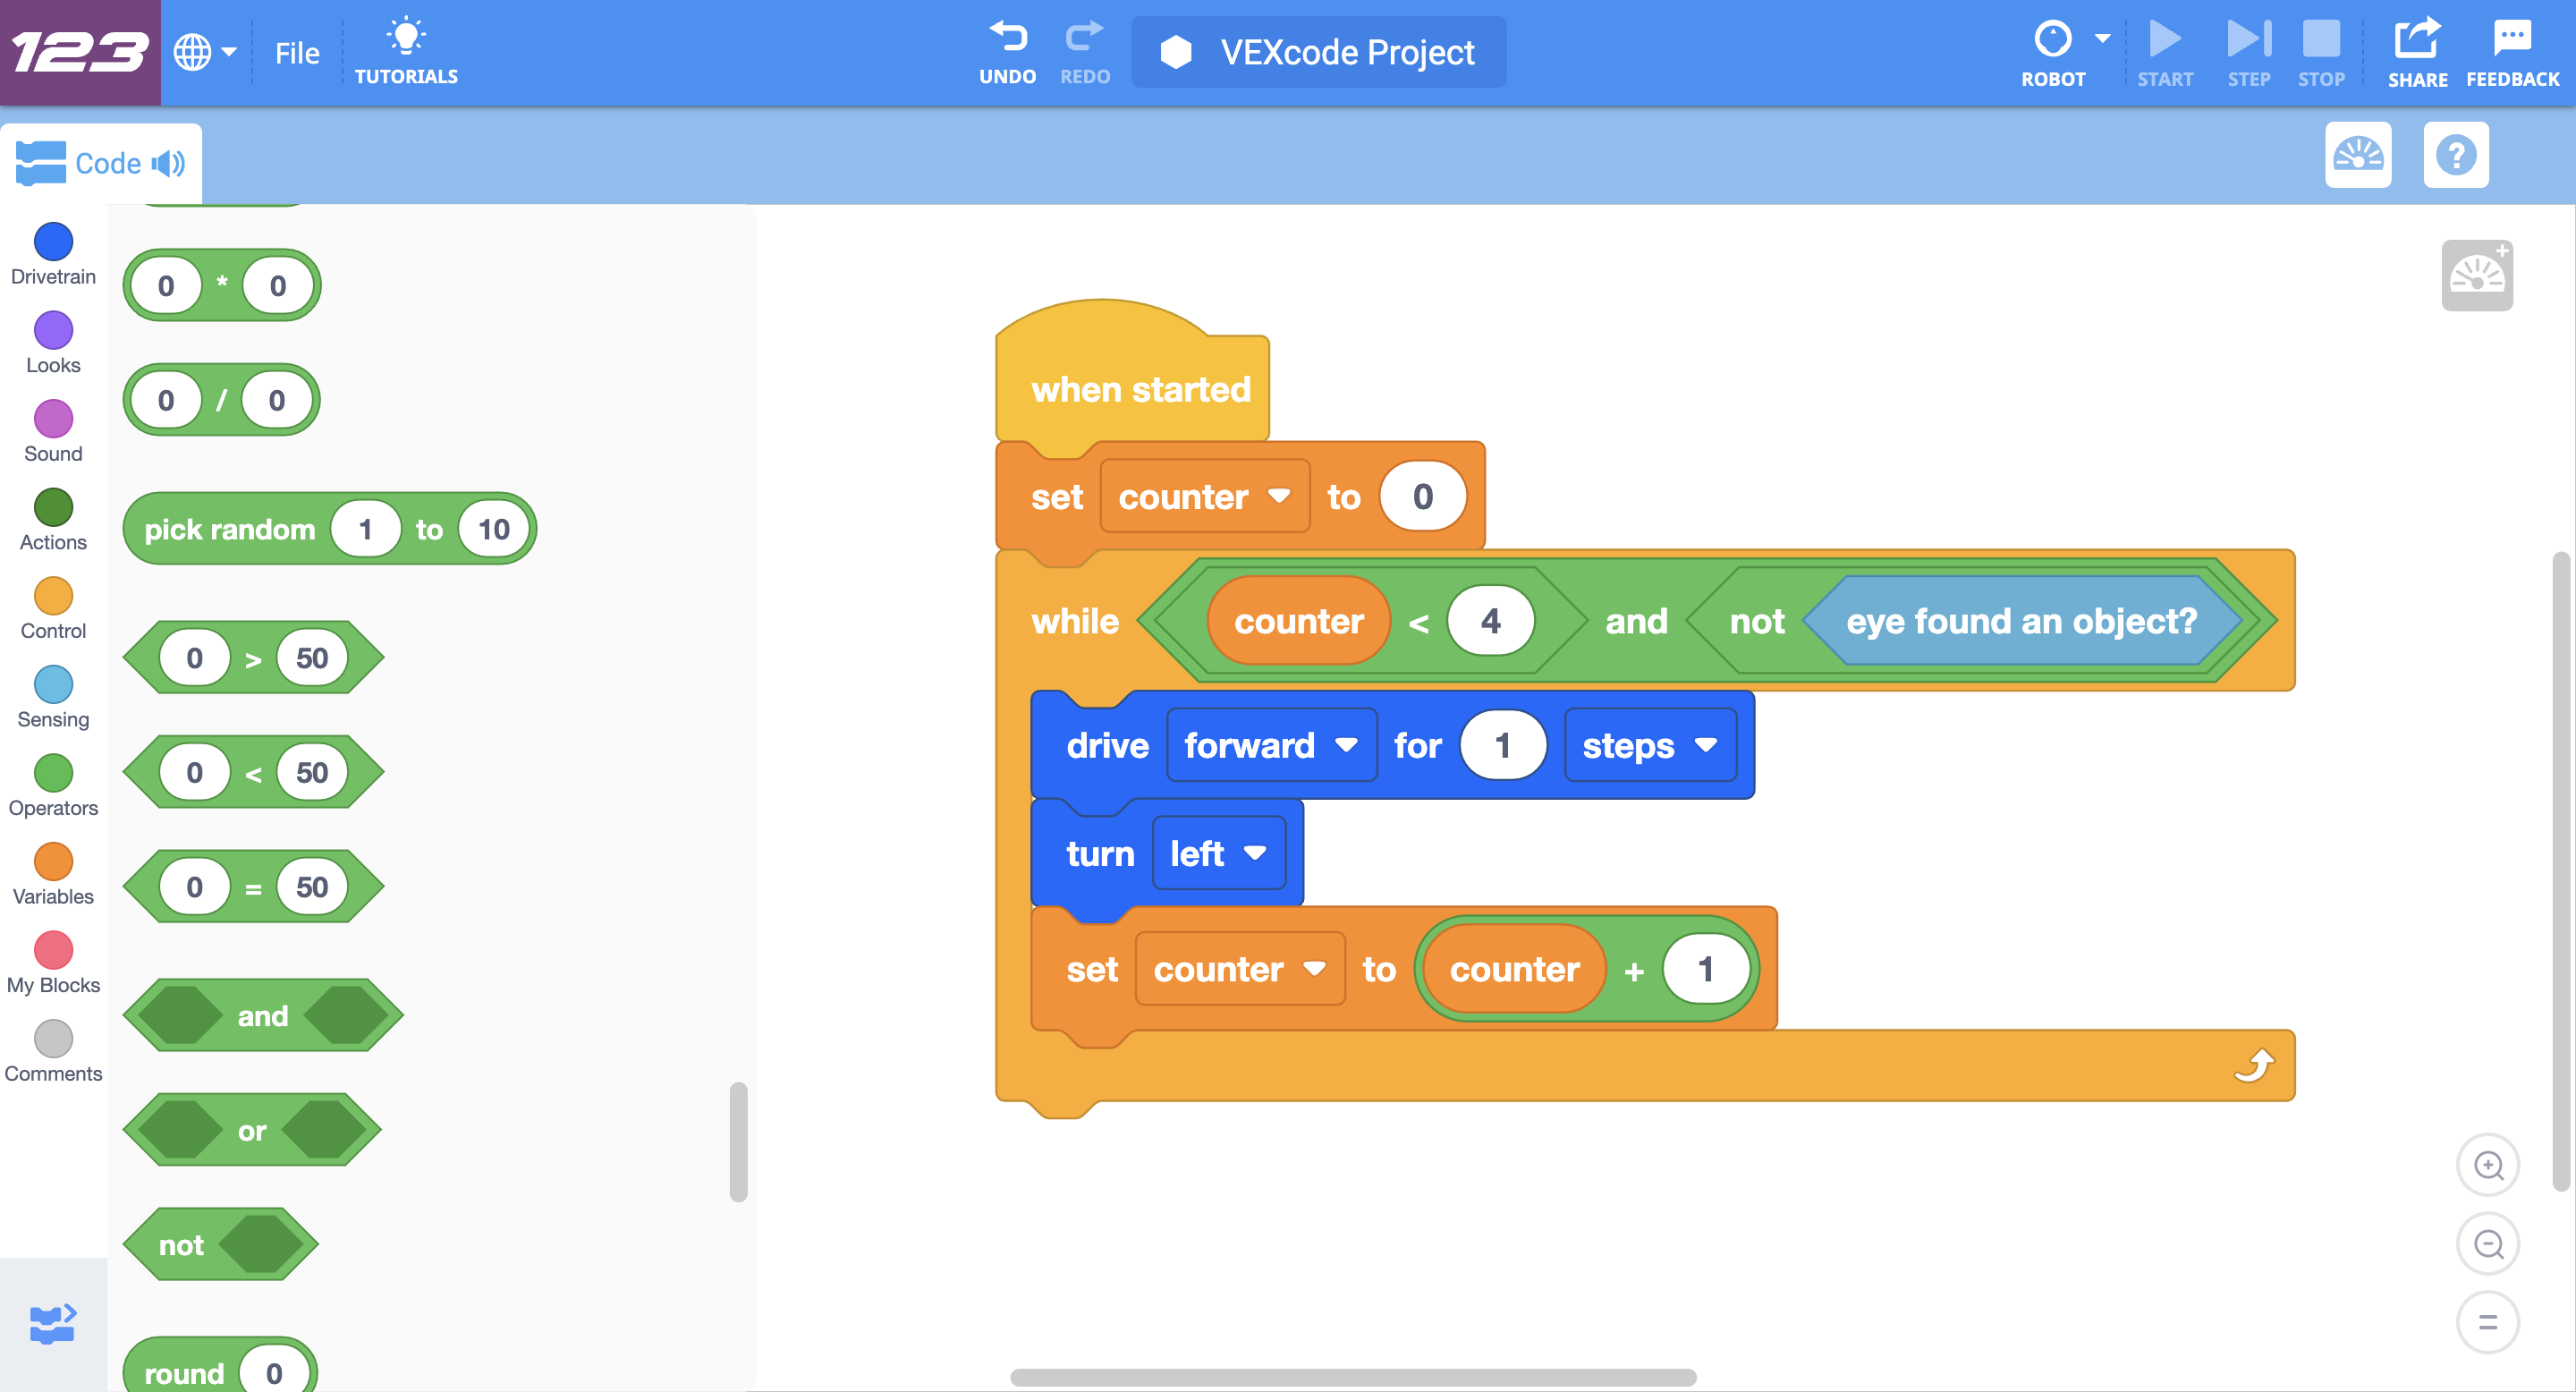 123
File
TUTORIALS
UNDO
REDO
VEXcode Project
ROBOT
START
STEP
STOP
SHARE
FEEDBACK
Code
?
Drivetrain
Looks
Sound
Actions
Control
Sensing
Operators
Variables
My Blocks
Comments
0 * 0
0 / 0
pick random 1 to 10
0 > 50
0 < 50
0 = 50
and
or
not
round 0
when started
set counter to 0
while counter < 4 and not eye found an object?
drive forward for 1 steps
turn left
set counter to counter + 1